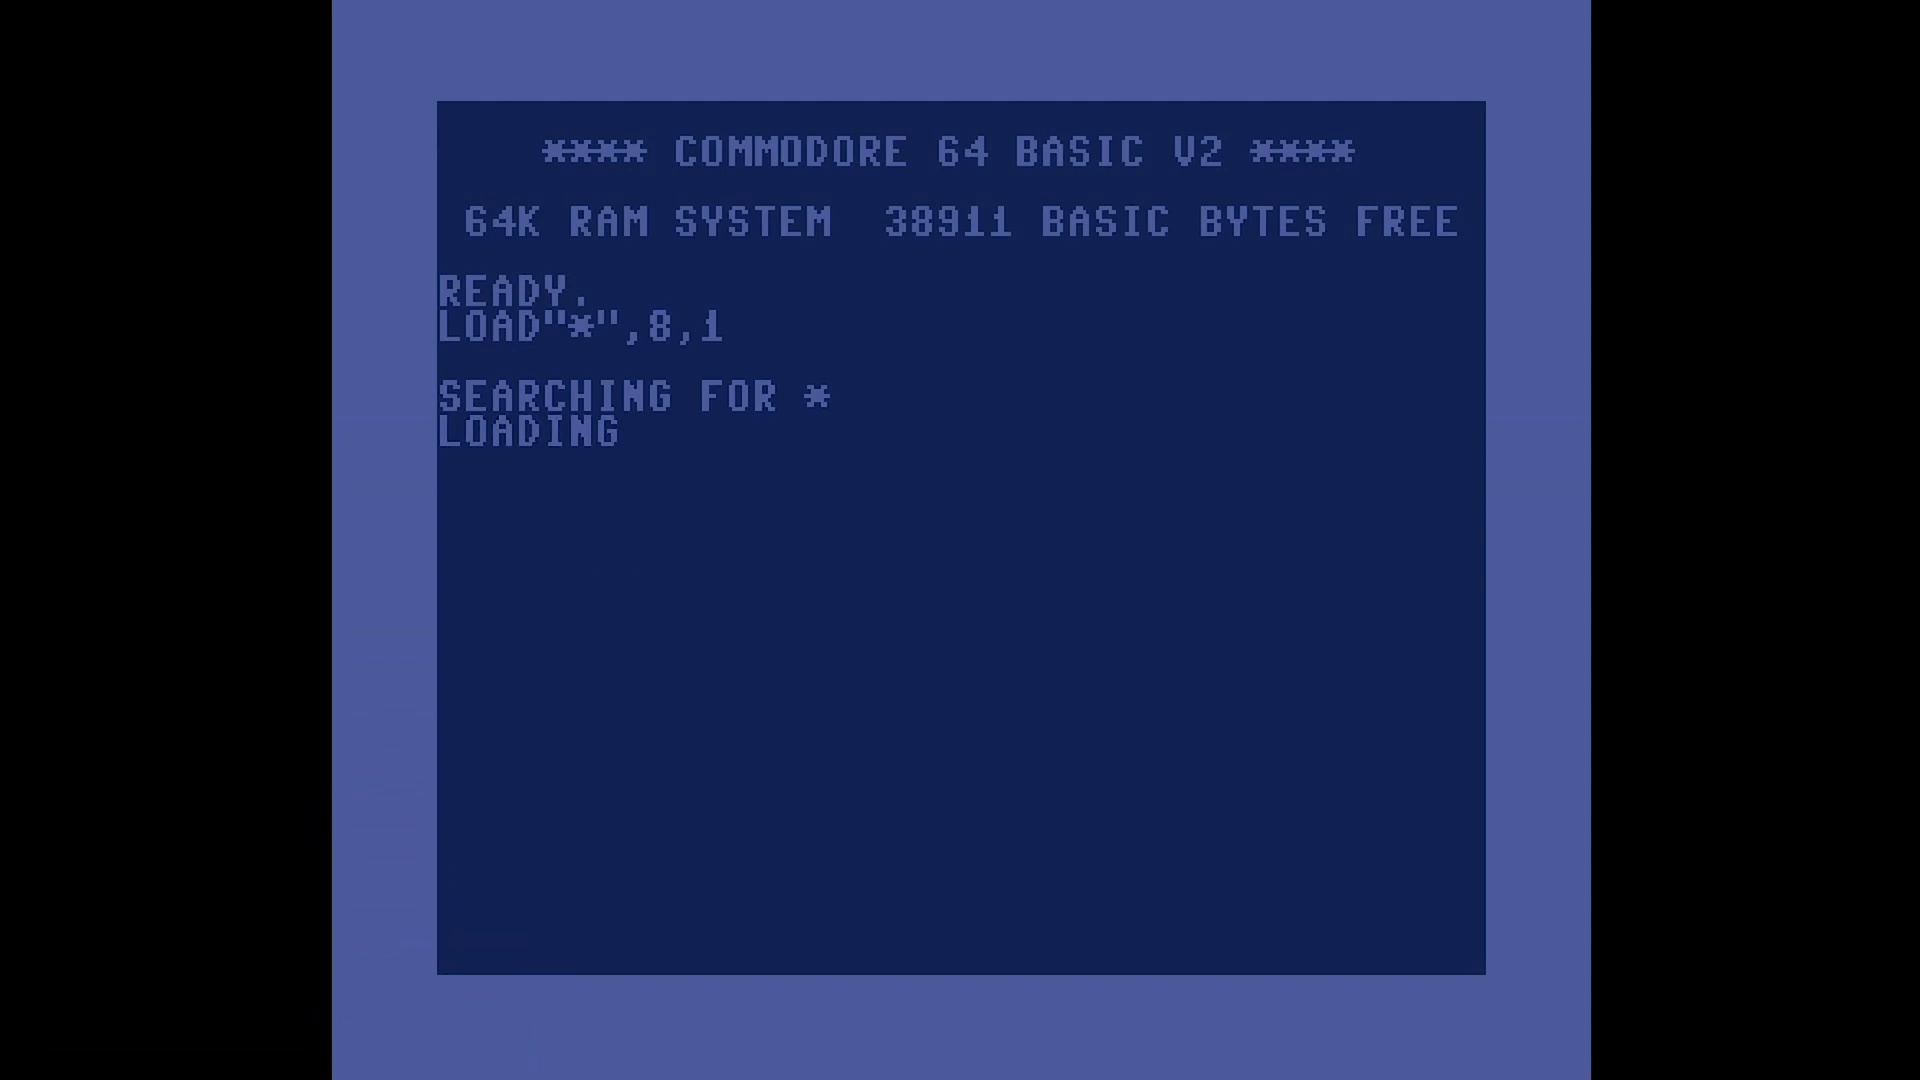 **** COMMODORE 64 BASIC V2 ****
64K RAM SYSTEM  38911 BASIC BYTES FREE
READY.
LOAD"*",8,1
SEARCHING FOR *
LOADING